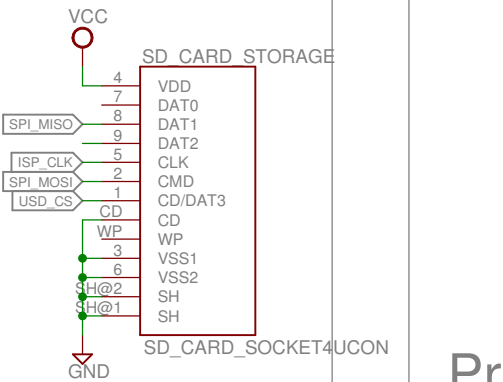 VCC
SD_CARD_STORAGE
4 VDD
7 DAT0
SPI_MISO 8 DAT1
9 DAT2
ISP_CLK 5 CLK
SPI_MOSI 2 CMD
USD_CS 1 CD/DAT3
CD CD
WP WP
3 VSS1
6 VSS2
SH@2 SH
SH@1 SH
SD_CARD_SOCKET4UCON
GND
Pr